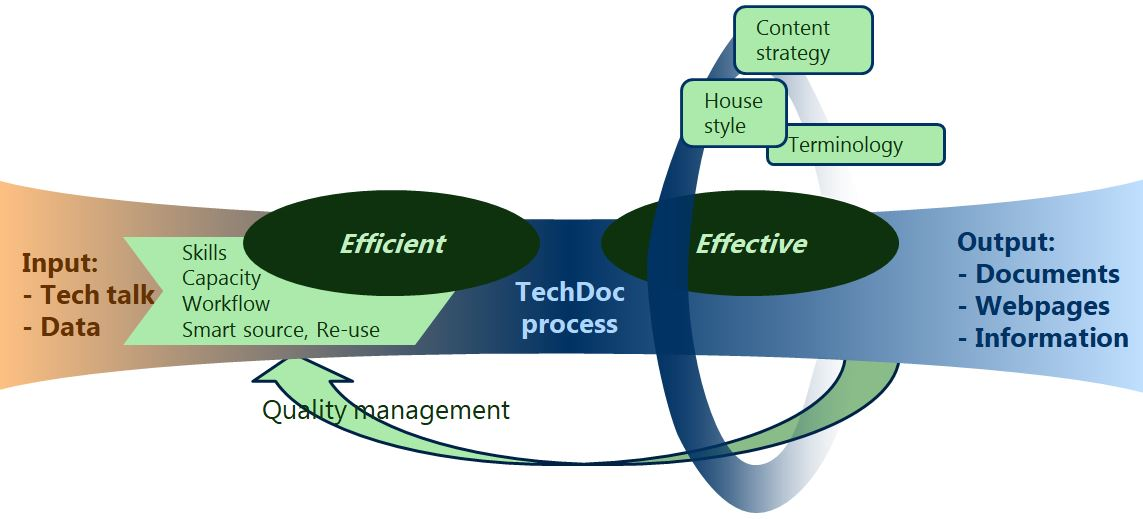 Content
strategy
House
style
Terminology
Efficient
Effective
Input:
- Tech talk
- Data
Skills
Capacity
Workflow
Smart source, Re-use
TechDoc
process
Output:
- Documents
- Webpages
- Information
Quality management